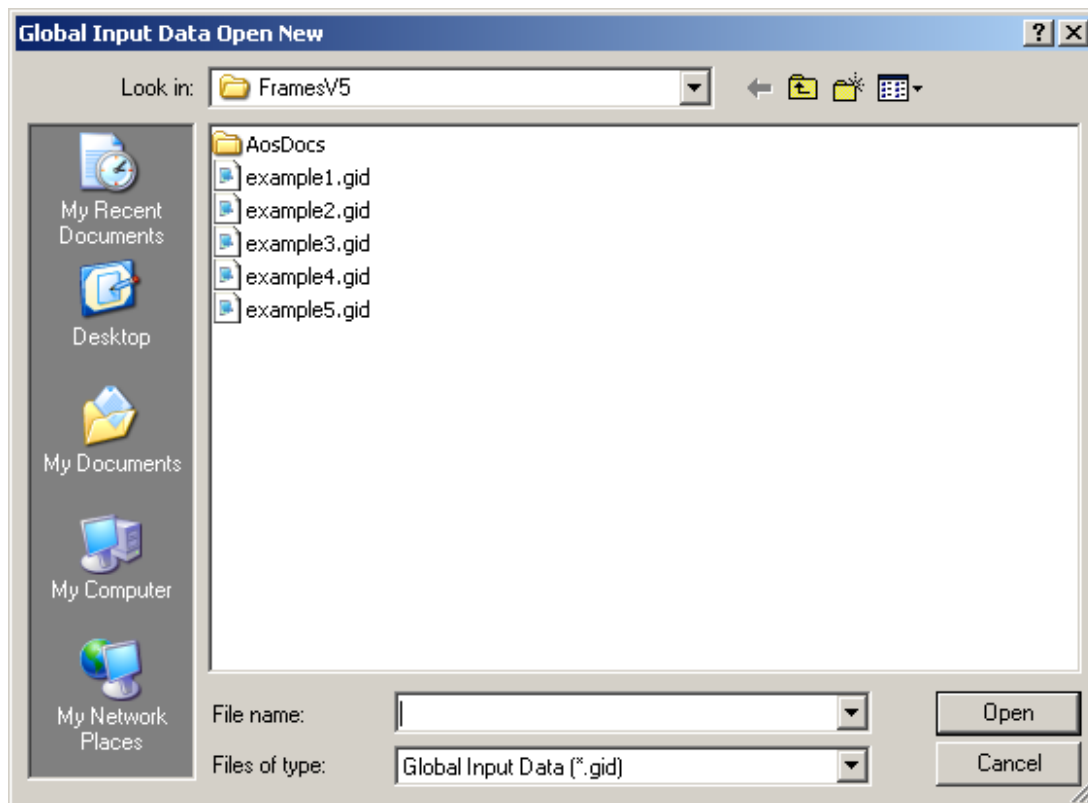 Global Input Data Open New
Look in: FramesV5
My Recent
Documents
Desktop
My Documents
My Computer
My Network
Places
AosDocs
example1.gid
example2.gid
example3.gid
example4.gid
example5.gid
File name:
Open
Files of type: Global Input Data (*.gid)
Cancel